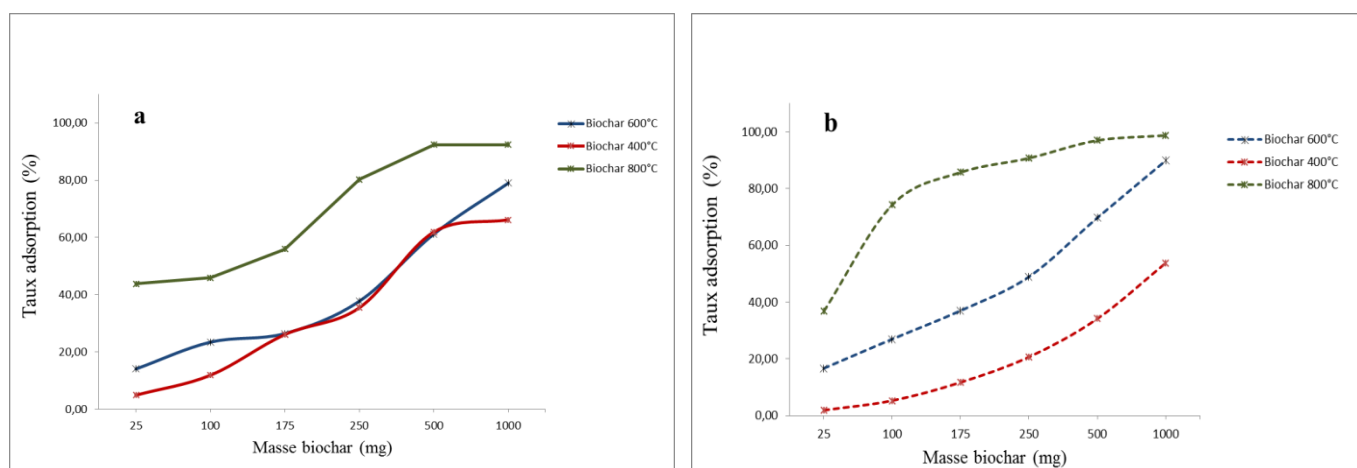 a
Taux adsorption (%)
100,00
80,00
60,00
40,00
20,00
0,00
25 100 175 250 500 1000
Masse biochar (mg)
Biochar 600°C
Biochar 400°C
Biochar 800°C
b
Taux adsorption (%)
100,00
80,00
60,00
40,00
20,00
0,00
25 100 175 250 500 1000
Masse biochar (mg)
Biochar 600°C
Biochar 400°C
Biochar 800°C